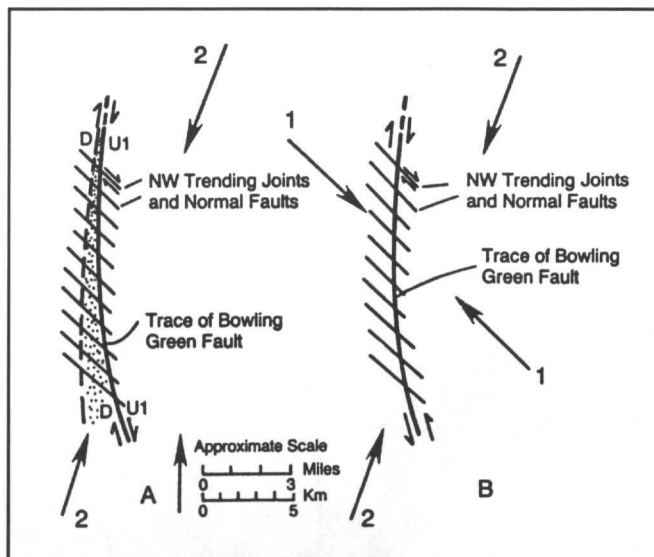 2
2
1
D U1
NW Trending Joints
and Normal Faults
NW Trending Joints
and Normal Faults
Trace of Bowling
Green Fault
Trace of Bowling
Green Fault
1
D U1
Approximate Scale
Miles
0 3
Km
0 5
A
B
2
2